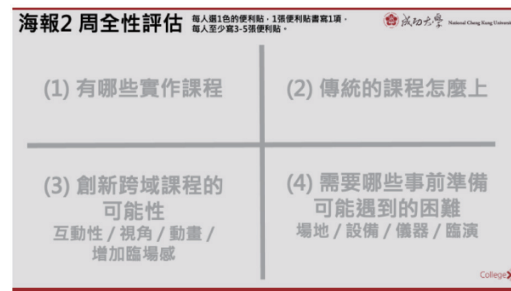 海報2 周全性評估
每人選1色的便利貼，1張便利貼書寫1項，
每人至少寫3-5張便利貼。
成功大學 National Cheng Kung University
(1) 有哪些實作課程
(2) 傳統的課程怎麼上
(3) 創新跨域課程的
可能性
互動性 / 視角 / 動畫 /
增加臨場感
(4) 需要哪些事前準備
可能遇到的困難
場地 / 設備 / 儀器 / 臨演
CollegeX